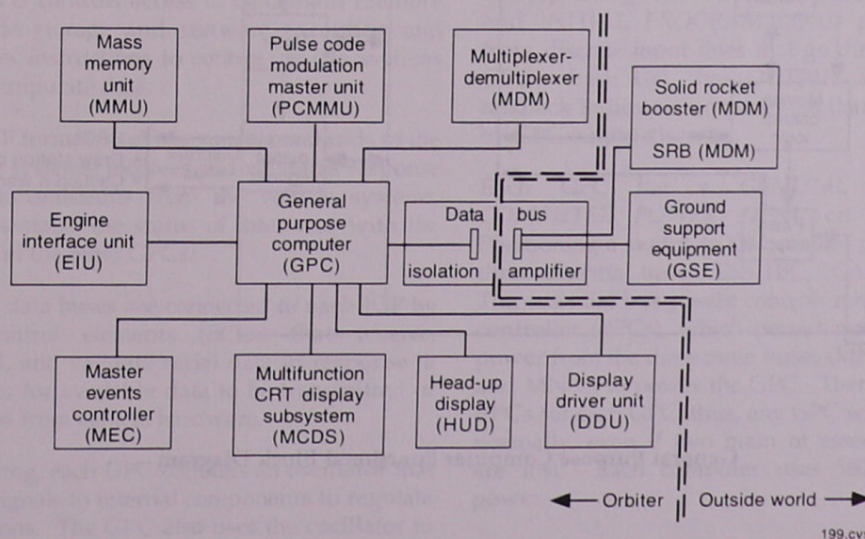 Mass
memory
unit
(MMU)
Pulse code
modulation
master unit
(PCMMU)
Multiplexer-
demultiplexer
(MDM)
Solid rocket
booster (MDM)
SRB (MDM)
Engine
interface unit
(EIU)
General
purpose
computer
(GPC)
Data bus
isolation amplifier
Ground
support
equipment
(GSE)
Master
events
controller
(MEC)
Multifunction
CRT display
subsystem
(MCDS)
Head-up
display
(HUD)
Display
driver unit
(DDU)
Orbiter Outside world